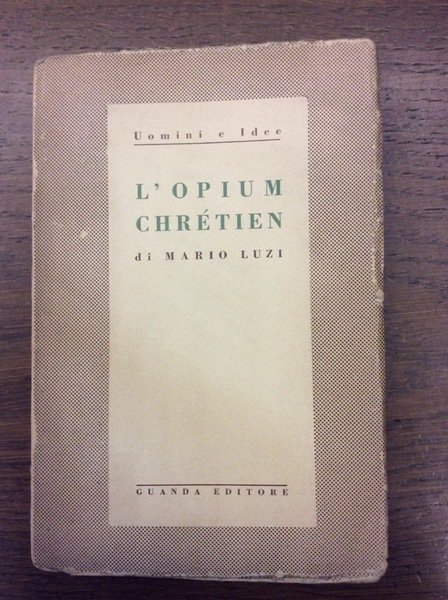 Uomini e Idee
L'OPIUM
CHRÉTIEN
di MARIO LUZI
GUANDA EDITORE